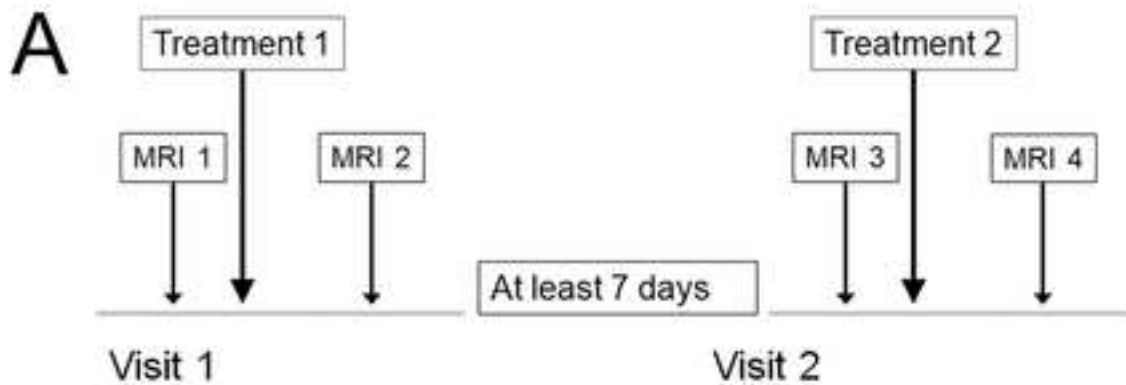 A
Treatment 1
Treatment 2
MRI 1
MRI 2
MRI 3
MRI 4
At least 7 days
Visit 1
Visit 2